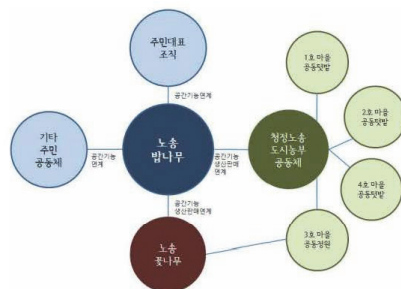 주민대표
조직
1호 마을
공동텃밭
공간기능연계
2호 마을
공동텃밭
기타
주민
공동체
공간기능
연계
노송
밥나무
공간기능
생산판매
연계
청정노송
도시농부
공동체
4호 마을
공동텃밭
공간기능
생산판매연계
3호 마을
공동정원
노송
꽃나무